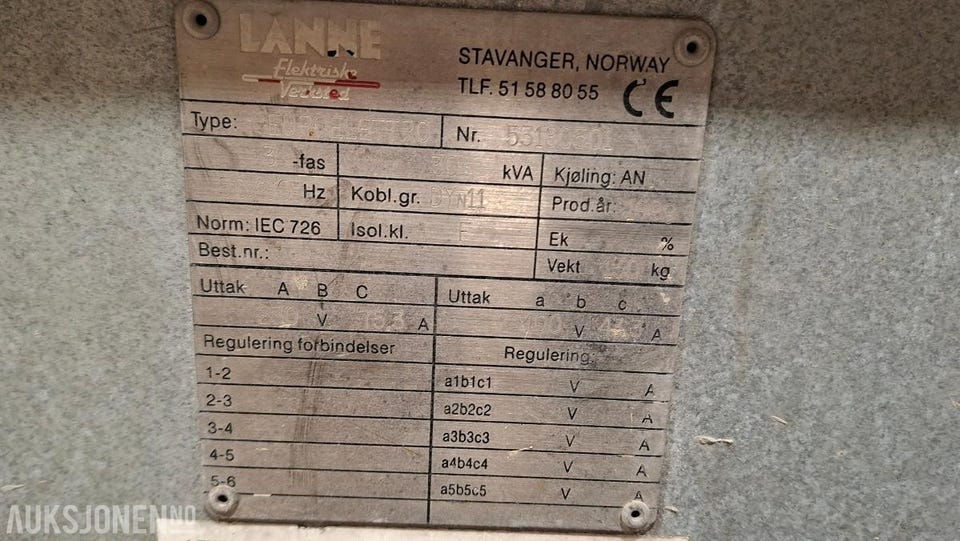 LANNE
Elektrisk
Verksted
STAVANGER, NORWAY
TLF. 51 58 80 55 CE
Type: Nr.
-fas kVA Kjøling: AN
Hz Kobl.gr. DYN11 Prod.år:
Norm: IEC 726 Isol.kl. F Ek %
Best.nr.: Vekt kg
Uttak A B C Uttak a b c
V A V A
Regulering forbindelser Regulering:
1-2 a1b1c1 V A
2-3 a2b2c2 V A
3-4 a3b3c3 V A
4-5 a4b4c4 V A
5-6 a5b5c5 V A
AUKSJONEN.NO